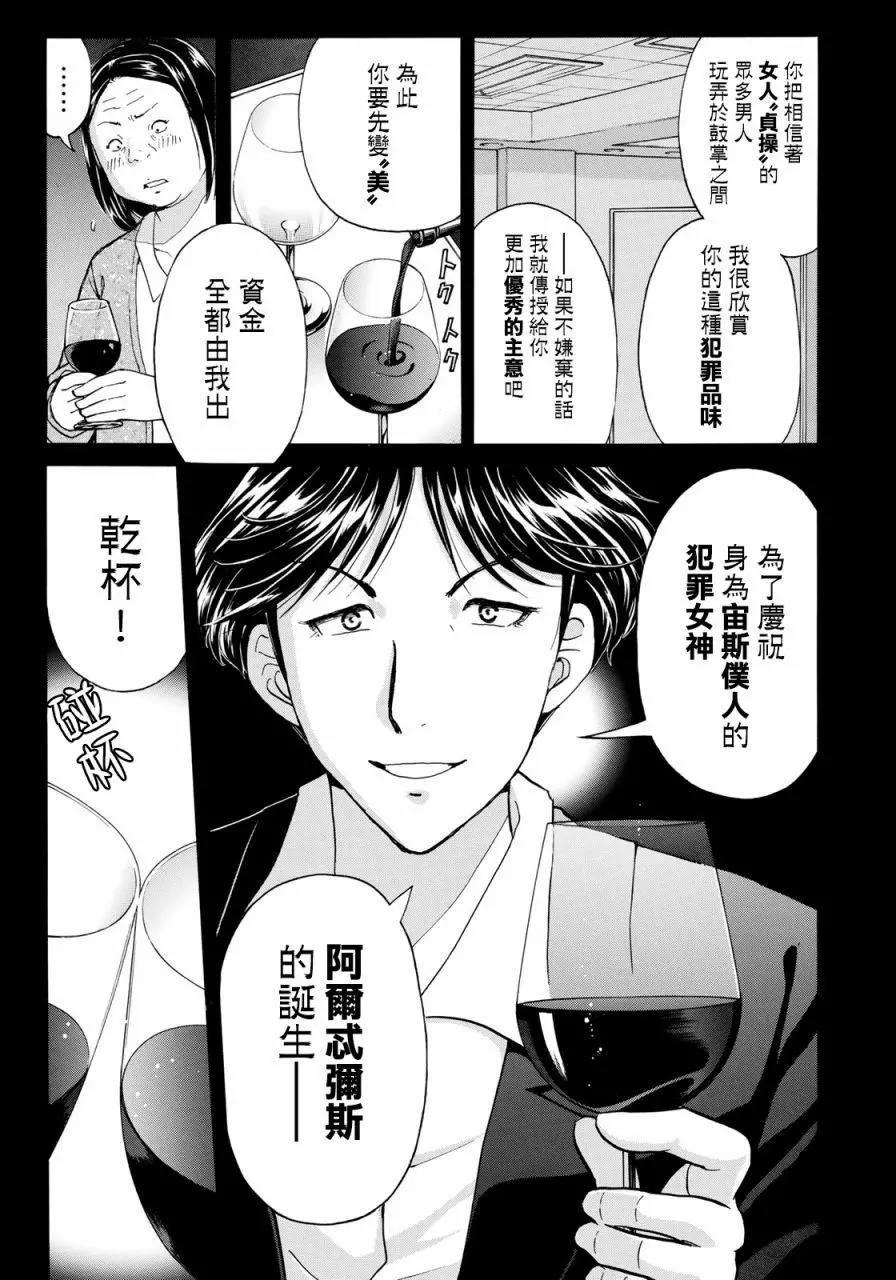 你把相信著
女人〝貞操〞的
眾多男人
玩弄於鼓掌之間
我很欣賞
你的這種犯罪品味
——如果不嫌棄的話
我就傳授給你
更加優秀的主意吧
為此
你要先變〝美〞
トクトク
トク
資金
全都由我出
……
為了慶祝
身為宙斯僕人的
犯罪女神
阿爾忒彌斯
的誕生——
乾杯！
碰杯